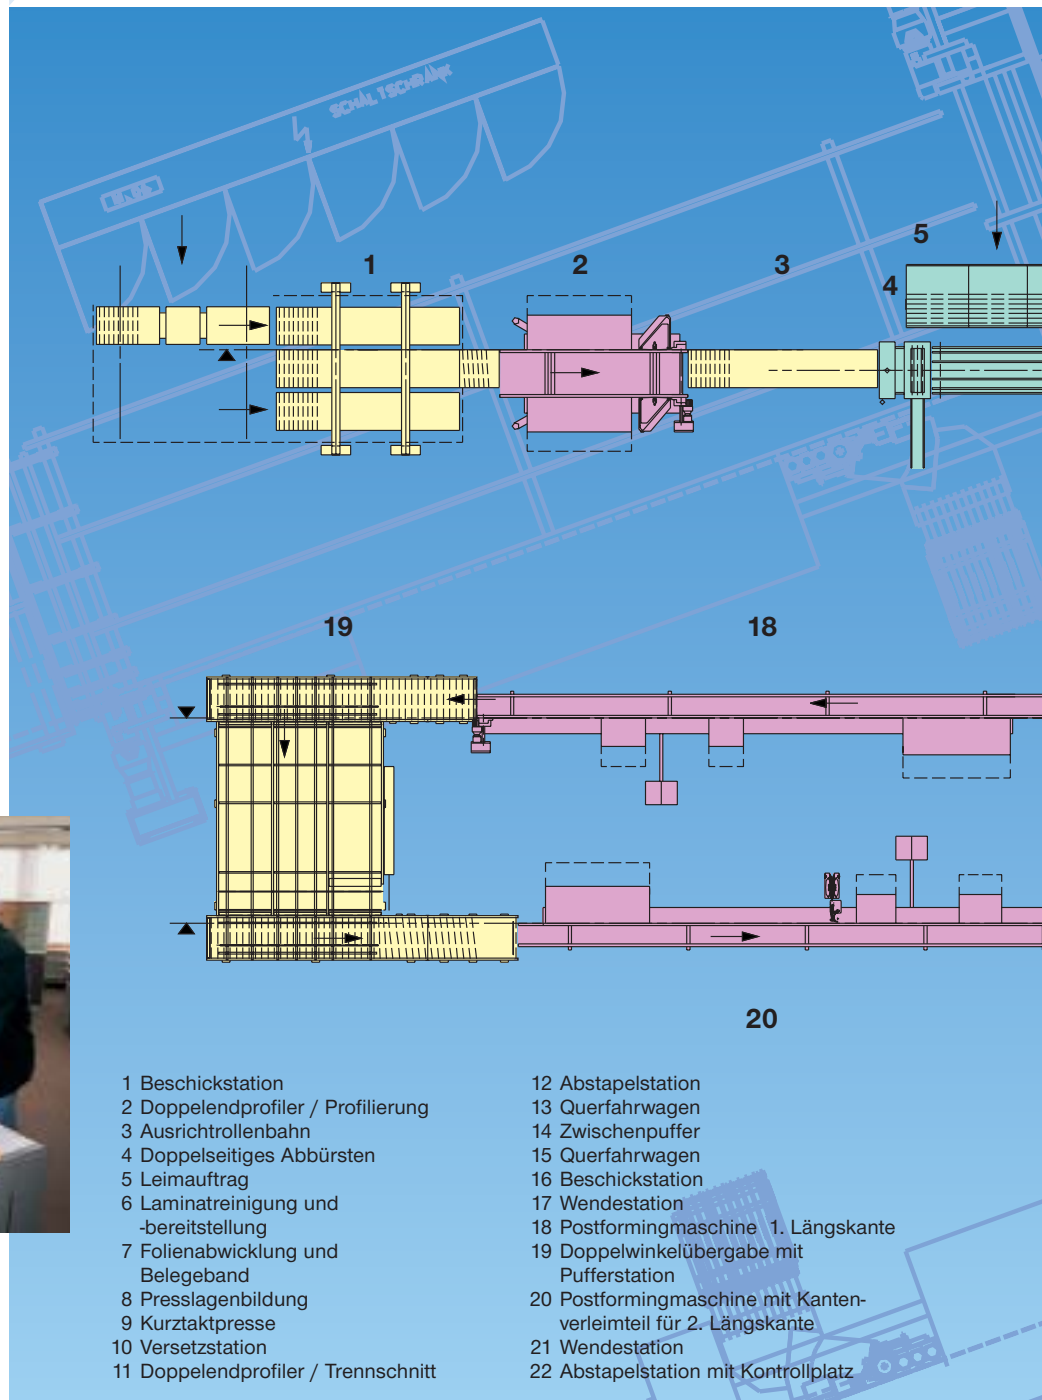 SCHALTSCHRANK
1
2
3
5
4
19
18
20
1 Beschickstation
2 Doppelendprofiler / Profilierung
3 Ausrichtrollenbahn
4 Doppelseitiges Abbürsten
5 Leimauftrag
6 Laminatreinigung und
-bereitstellung
7 Folienabwicklung und
Belegeband
8 Presslagenbildung
9 Kurztaktpresse
10 Versetzstation
11 Doppelendprofiler / Trennschnitt
12 Abstapelstation
13 Querfahrwagen
14 Zwischenpuffer
15 Querfahrwagen
16 Beschickstation
17 Wendestation
18 Postformingmaschine 1. Längskante
19 Doppelwinkelübergabe mit
Pufferstation
20 Postformingmaschine mit Kanten-
verleimteil für 2. Längskante
21 Wendestation
22 Abstapelstation mit Kontrollplatz